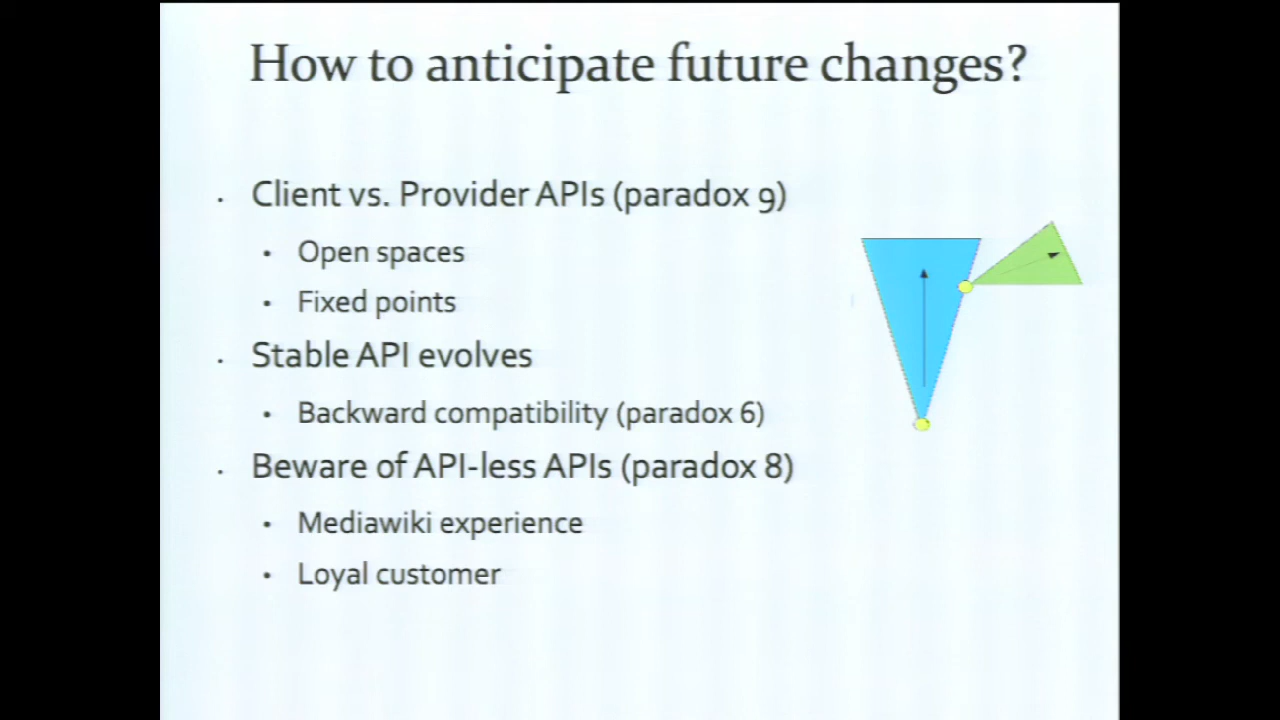 How to anticipate future changes?
Client vs. Provider APIs (paradox 9)
Open spaces
Fixed points
Stable API evolves
Backward compatibility (paradox 6)
Beware of API-less APIs (paradox 8)
Mediawiki experience
Loyal customer